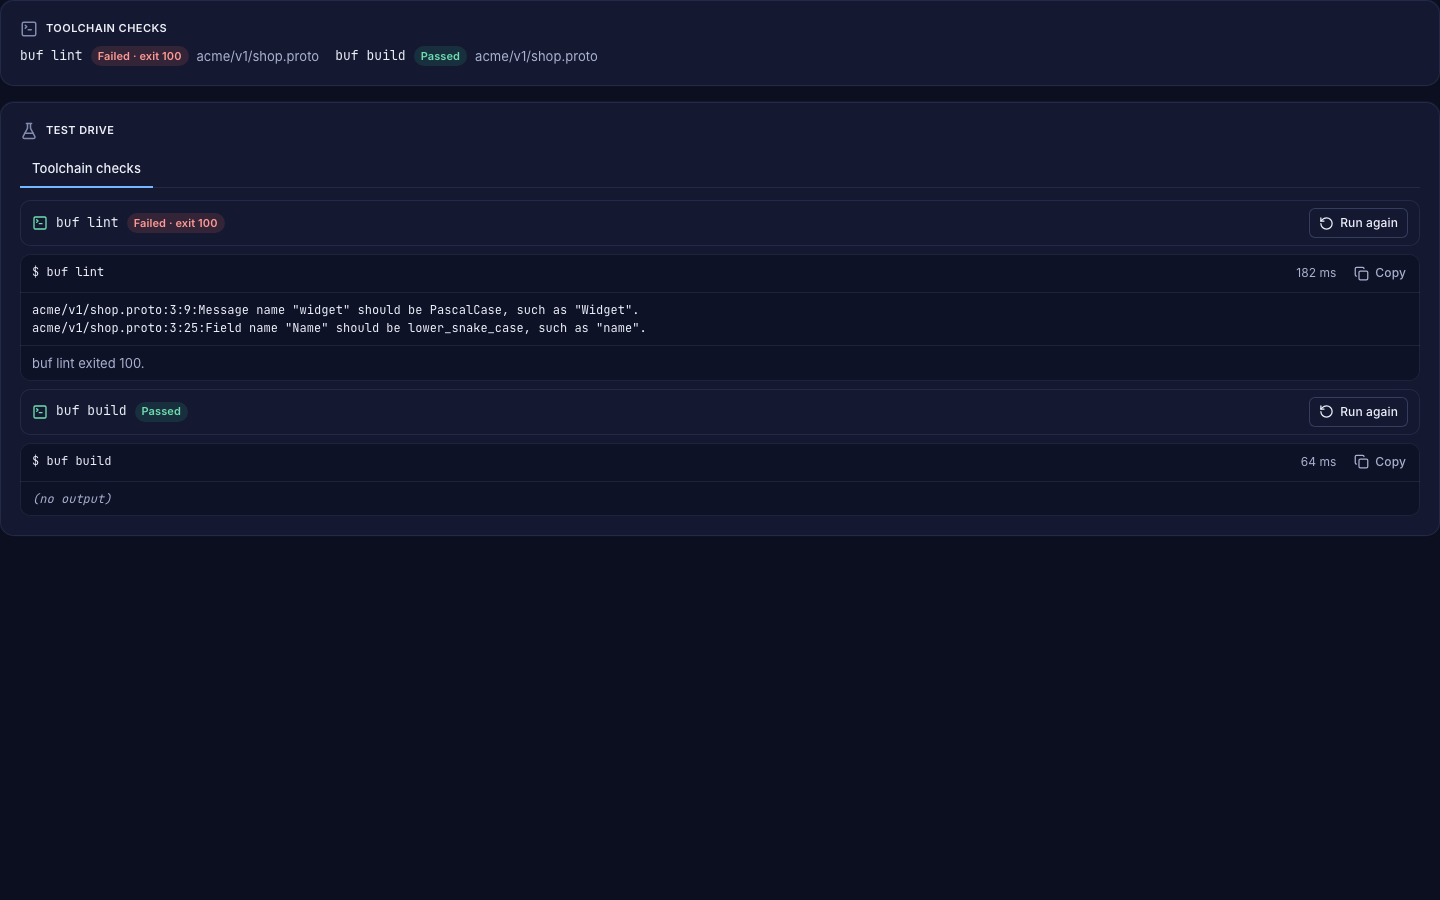 TOOLCHAIN CHECKS
buf lint Failed · exit 100 acme/v1/shop.proto buf build Passed acme/v1/shop.proto
TEST DRIVE
Toolchain checks
buf lint Failed · exit 100 Run again
$ buf lint 182 ms Copy
acme/v1/shop.proto:3:9:Message name "widget" should be PascalCase, such as "Widget".
acme/v1/shop.proto:3:25:Field name "Name" should be lower_snake_case, such as "name".
buf lint exited 100.
buf build Passed Run again
$ buf build 64 ms Copy
(no output)